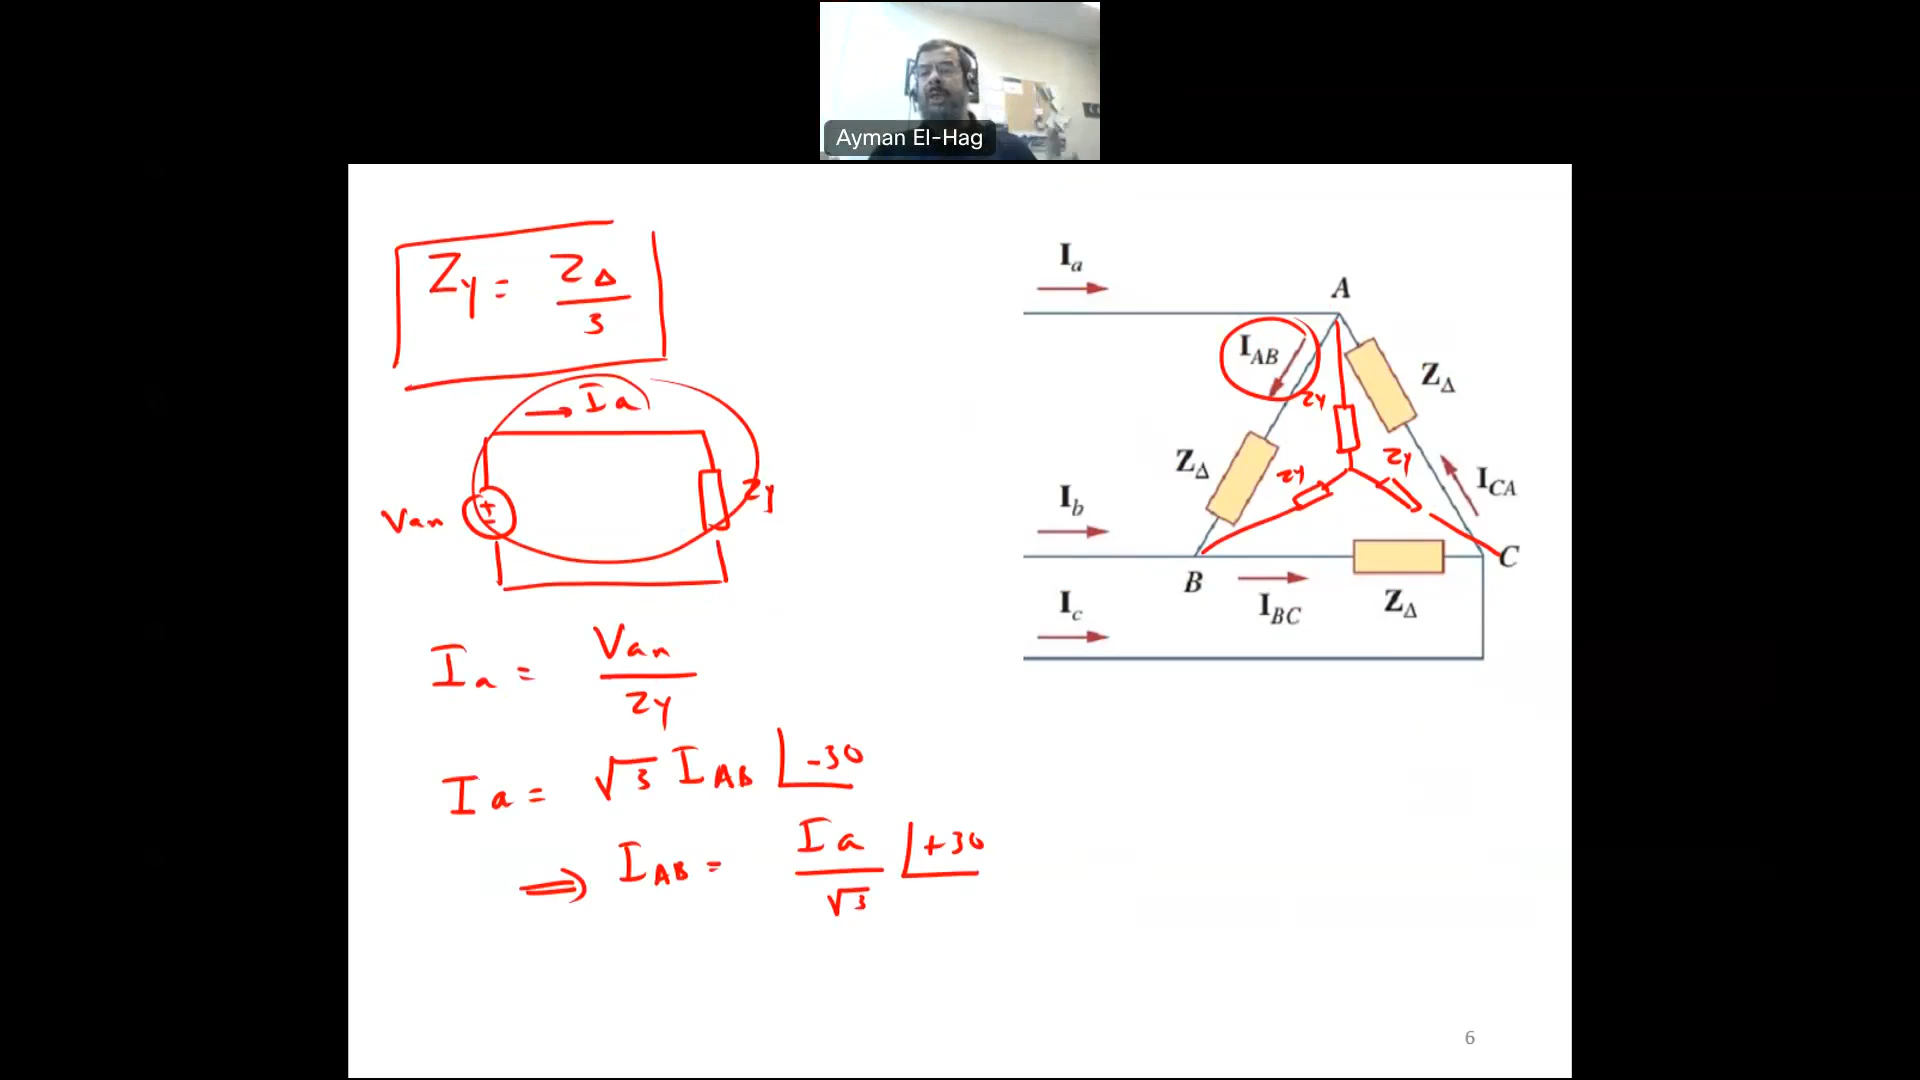 Ayman El-Hag
Zy = ZΔ / 3
→ Ia
Van
+
-
Zy
Ia = Van / Zy
Ia = √3 IAB ∠-30
⇒ IAB = Ia / √3 ∠+30
Ia
A
IAB
Zy
ZΔ
ZΔ
Zy
Zy
ICA
Ib
B
C
IBC
ZΔ
Ic
6